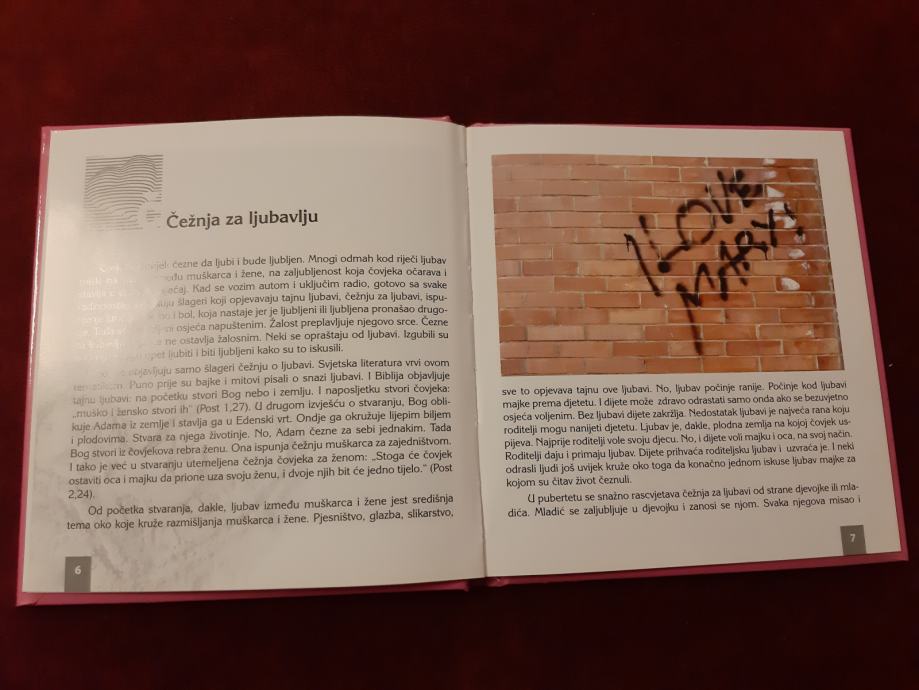 Čežnja za ljubavlju
čezne da ljubi i bude ljubljen. Mnogi odmah kod riječi ljubav
muškarca i žene, na zaljubljenost koja čovjeka očarava i
Kad se vozim autom i uključim radio, gotovo sva svake
šlageri koji opjevavaju tajnu ljubavi, čežnju za ljubavi, ispu-
i bol, koja nastaje jer je ljubljeni ili ljubljena pronašao drugo-
osjeća napuštenim. Žalost preplavljuje njegovo srce. Čezne
ne ostavlja žalosnim. Neki se opraštaju od ljubavi. Izgubili su
opet ljubiti i biti ljubljeni kako su to iskusili.
objavljuju samo šlageri čežnju o ljubavi. Svjetska literatura vrvi ovom
tematikom. Puno prije su bajke i mitovi pisali o snazi ljubavi. I Biblija objavljuje
tajnu ljubavi: na početku stvori Bog nebo i zemlju. I naposljetku stvori čovjeka:
„muško i žensko stvori ih" (Post 1,27). U drugom izvješću o stvaranju, Bog obli-
kuje Adama iz zemlje i stavlja ga u Edenski vrt. Ondje ga okružuje lijepim biljem
i plodovima. Stvara za njega životinje. No, Adam čezne za sebi jednakim. Tada
Bog stvori iz čovjekova rebra ženu. Ona ispunja čežnju muškarca za zajedništvom.
I tako je već u stvaranju utemeljena čežnja čovjeka za ženom: „Stoga će čovjek
ostaviti oca i majku da prione uza svoju ženu, i dvoje njih bit će jedno tijelo." (Post
2,24).
Od početka stvaranja, dakle, ljubav između muškarca i žene jest središnja
tema oko koje kruže razmišljanja muškarca i žene. Pjesništvo, glazba, slikarstvo,
6
I LOVE
MARY!
sve to opjevava tajnu ove ljubavi. No, ljubav počinje ranije. Počinje kod ljubavi
majke prema djetetu. I dijete može zdravo odrastati samo onda ako se bezuvjetno
osjeća voljenim. Bez ljubavi dijete zakržlja. Nedostatak ljubavi je najveća rana koju
roditelji mogu nanijeti djetetu. Ljubav je, dakle, plodna zemlja na kojoj čovjek us-
pijeva. Najprije roditelji vole svoju djecu. No, i dijete voli majku i oca, na svoj način.
Roditelji daju i primaju ljubav. Dijete prihvaća roditeljsku ljubav i uzvraća je. I neki
odrasli ljudi još uvijek kruže oko toga da konačno jednom iskuse ljubav majke za
kojom su čitav život čeznuli.
U pubertetu se snažno rascvjetava čežnja za ljubavi od strane djevojke ili mla-
dića. Mladić se zaljubljuje u djevojku i zanosi se njom. Svaka njegova misao i
7